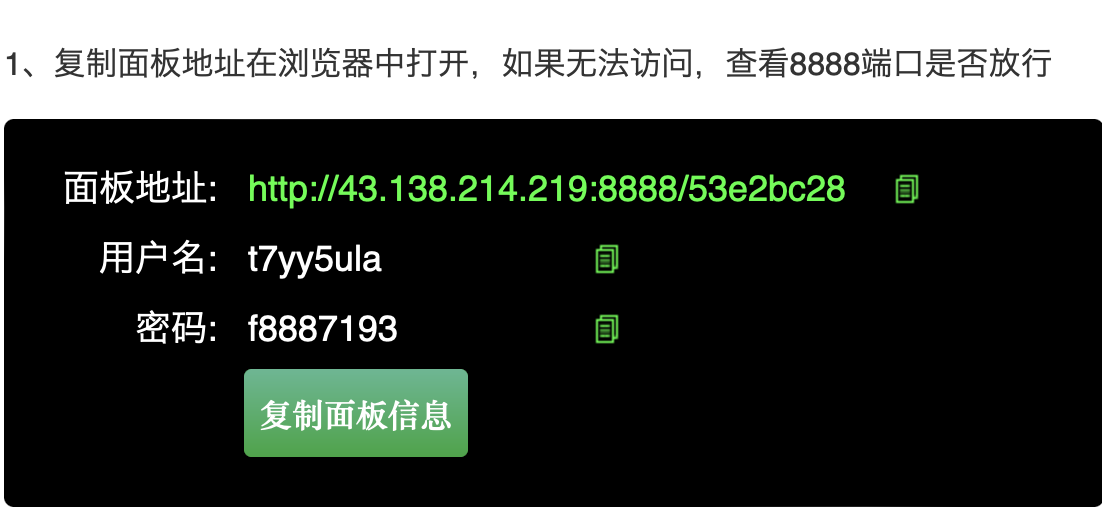 1、复制面板地址在浏览器中打开，如果无法访问，查看8888端口是否放行
面板地址: http://43.138.214.219:8888/53e2bc28
用户名: t7yy5ula
密码: f8887193
复制面板信息